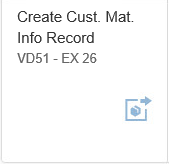 Create Cust. Mat.
Info Record
VD51 - EX 26